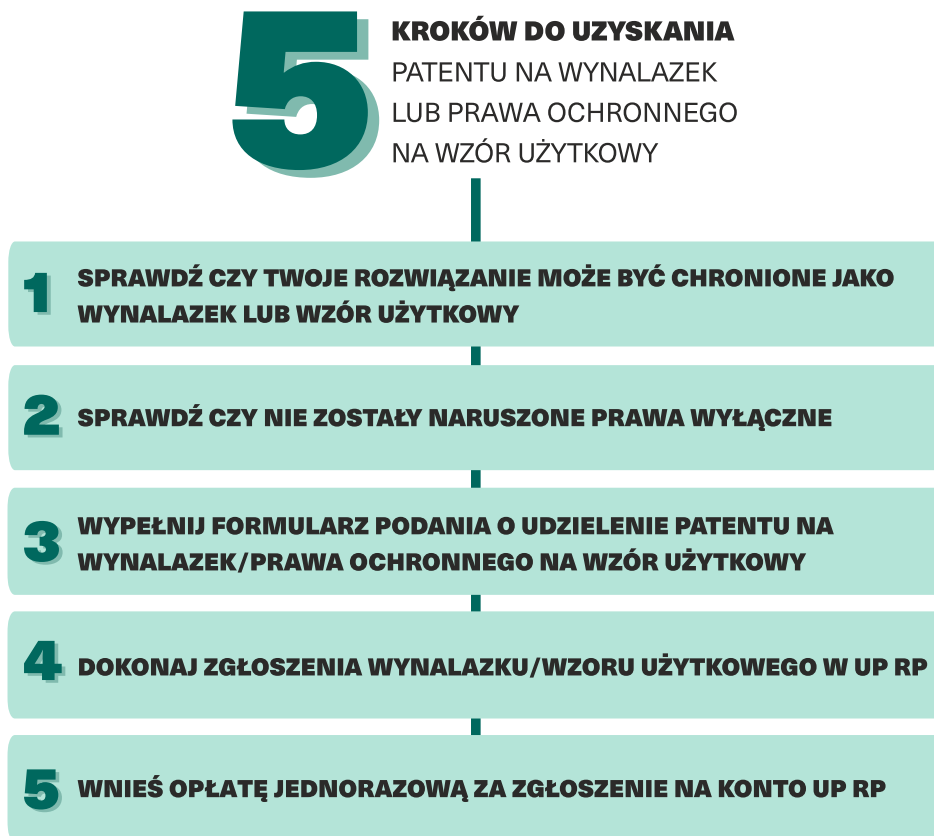 5
KROKÓW DO UZYSKANIA
PATENTU NA WYNALAZEK
LUB PRAWA OCHRONNEGO
NA WZÓR UŻYTKOWY
1
SPRAWDŹ CZY TWOJE ROZWIĄZANIE MOŻE BYĆ CHRONIONE JAKO
WYNALAZEK LUB WZÓR UŻYTKOWY
2
SPRAWDŹ CZY NIE ZOSTAŁY NARUSZONE PRAWA WYŁĄCZNE
3
WYPEŁNIJ FORMULARZ PODANIA O UDZIELENIE PATENTU NA
WYNALAZEK/PRAWA OCHRONNEGO NA WZÓR UŻYTKOWY
4
DOKONAJ ZGŁOSZENIA WYNALAZKU/WZORU UŻYTKOWEGO W UP RP
5
WNIEŚ OPŁATĘ JEDNORAZOWĄ ZA ZGŁOSZENIE NA KONTO UP RP